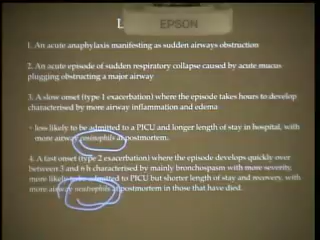 L
EPSON
1. An acute anaphylaxis manifesting as sudden airways obstruction
2. An acute episode of sudden respiratory collapse caused by acute mucus
plugging obstructing a major airway
3. A slow onset (type 1 exacerbation) where the episode takes hours to develop
characterised by more airway inflammation and edema
- less likely to be admitted to a PICU and longer length of stay in hospital, with
more airway eosinophils at postmortem.
4. A fast onset (type 2 exacerbation) where the episode develops quickly over
between 3 and 6 h characterised by mainly bronchospasm with more severity,
more likely to be admitted to PICU but shorter length of stay and recovery, with
more airway neutrophils at postmortem in those that have died.